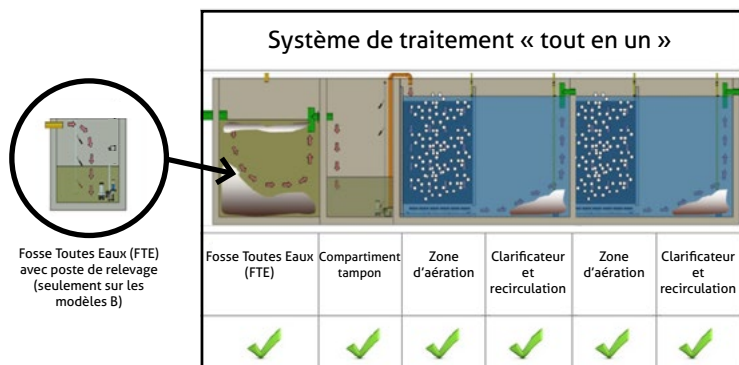 Système de traitement « tout en un »
Fosse Toutes Eaux (FTE)
avec poste de relevage
(seulement sur les
modèles B)
Fosse Toutes Eaux
(FTE)
Compartiment
tampon
Zone
d'aération
Clarificateur
et
recirculation
Zone
d'aération
Clarificateur
et
recirculation